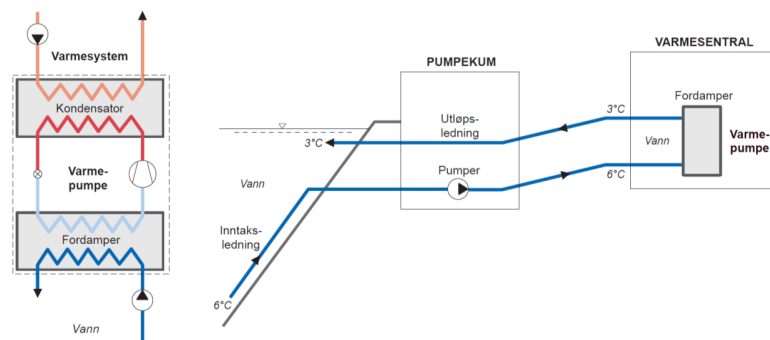 Varmesystem
Kondensator
Varme-
pumpe
Fordamper
Vann
PUMPEKUM
Utløps-
ledning
3°C
Vann
Pumper
Inntaks-
ledning
6°C
VARMESENTRAL
Fordamper
3°C
Vann
Varme-
pumpe
6°C